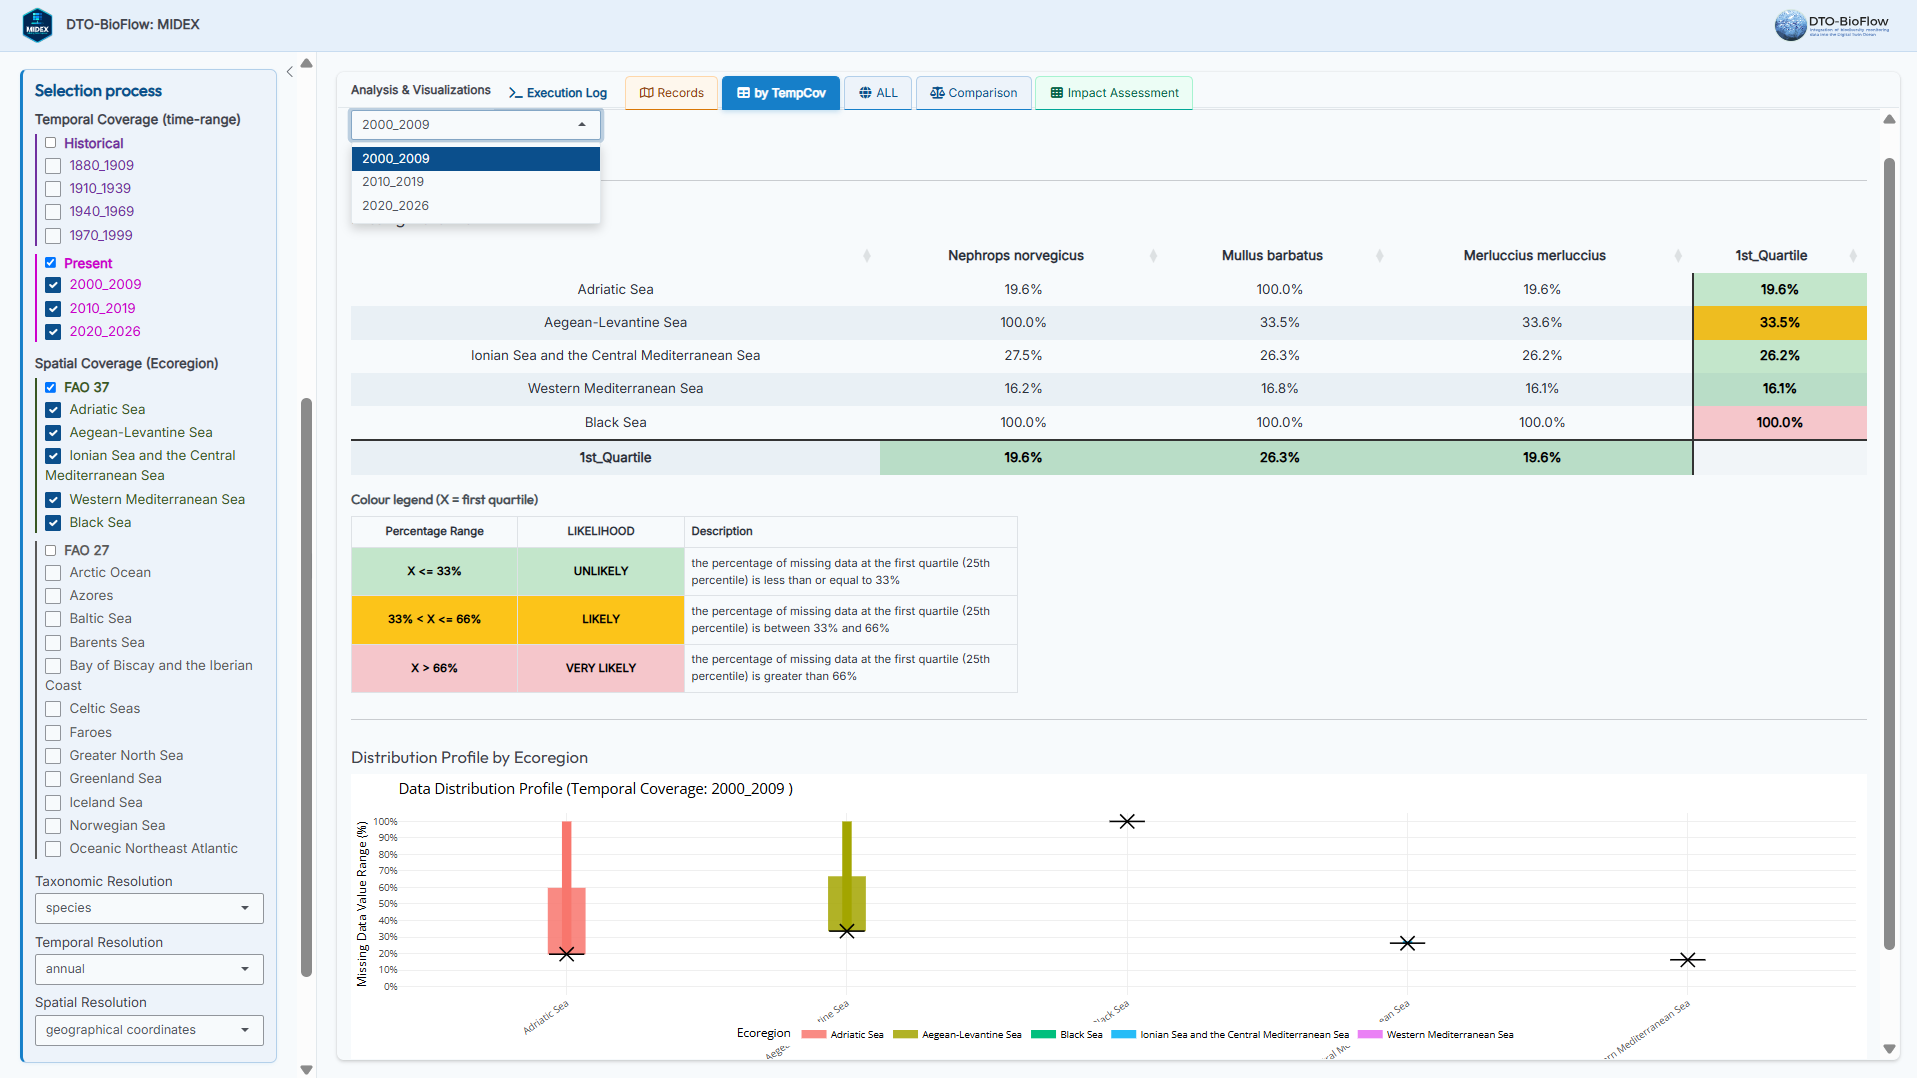 MIDEX
DTO-BioFlow: MIDEX
DTO-BioFlow
Selection process
Temporal Coverage (time-range)
Historical
1880_1909
1910_1939
1940_1969
1970_1999
Present
2000_2009
2010_2019
2020_2026
Spatial Coverage (Ecoregion)
FAO 37
Adriatic Sea
Aegean-Levantine Sea
Ionian Sea and the Central
Mediterranean Sea
Western Mediterranean Sea
Black Sea
FAO 27
Arctic Ocean
Azores
Baltic Sea
Barents Sea
Bay of Biscay and the Iberian
Coast
Celtic Seas
Faroes
Greater North Sea
Greenland Sea
Iceland Sea
Norwegian Sea
Oceanic Northeast Atlantic
Taxonomic Resolution
species
Temporal Resolution
annual
Spatial Resolution
geographical coordinates
Analysis & Visualizations
Execution Log
Records
by TempCov
ALL
Comparison
Impact Assessment
2000_2009
2000_2009
2010_2019
2020_2026
Nephrops norvegicus Mullus barbatus Merluccius merluccius 1st_Quartile
Adriatic Sea 19.6% 100.0% 19.6% 19.6%
Aegean-Levantine Sea 100.0% 33.5% 33.6% 33.5%
Ionian Sea and the Central Mediterranean Sea 27.5% 26.3% 26.2% 26.2%
Western Mediterranean Sea 16.2% 16.8% 16.1% 16.1%
Black Sea 100.0% 100.0% 100.0% 100.0%
1st_Quartile 19.6% 26.3% 19.6%
Colour legend (X = first quartile)
Percentage Range LIKELIHOOD Description
X <= 33% UNLIKELY the percentage of missing data at the first quartile (25th
percentile) is less than or equal to 33%
33% < X <= 66% LIKELY the percentage of missing data at the first quartile (25th
percentile) is between 33% and 66%
X > 66% VERY LIKELY the percentage of missing data at the first quartile (25th
percentile) is greater than 66%
Distribution Profile by Ecoregion
Data Distribution Profile (Temporal Coverage: 2000_2009 )
Missing Data Value Range (%)
100%
90%
80%
70%
60%
50%
40%
30%
20%
10%
0%
Adriatic Sea
Sea
Sea
Sea
Mediterranean Sea
Ecoregion Adriatic Sea Aegean-Levantine Sea Black Sea Ionian Sea and the Central Mediterranean Sea Western Mediterranean Sea